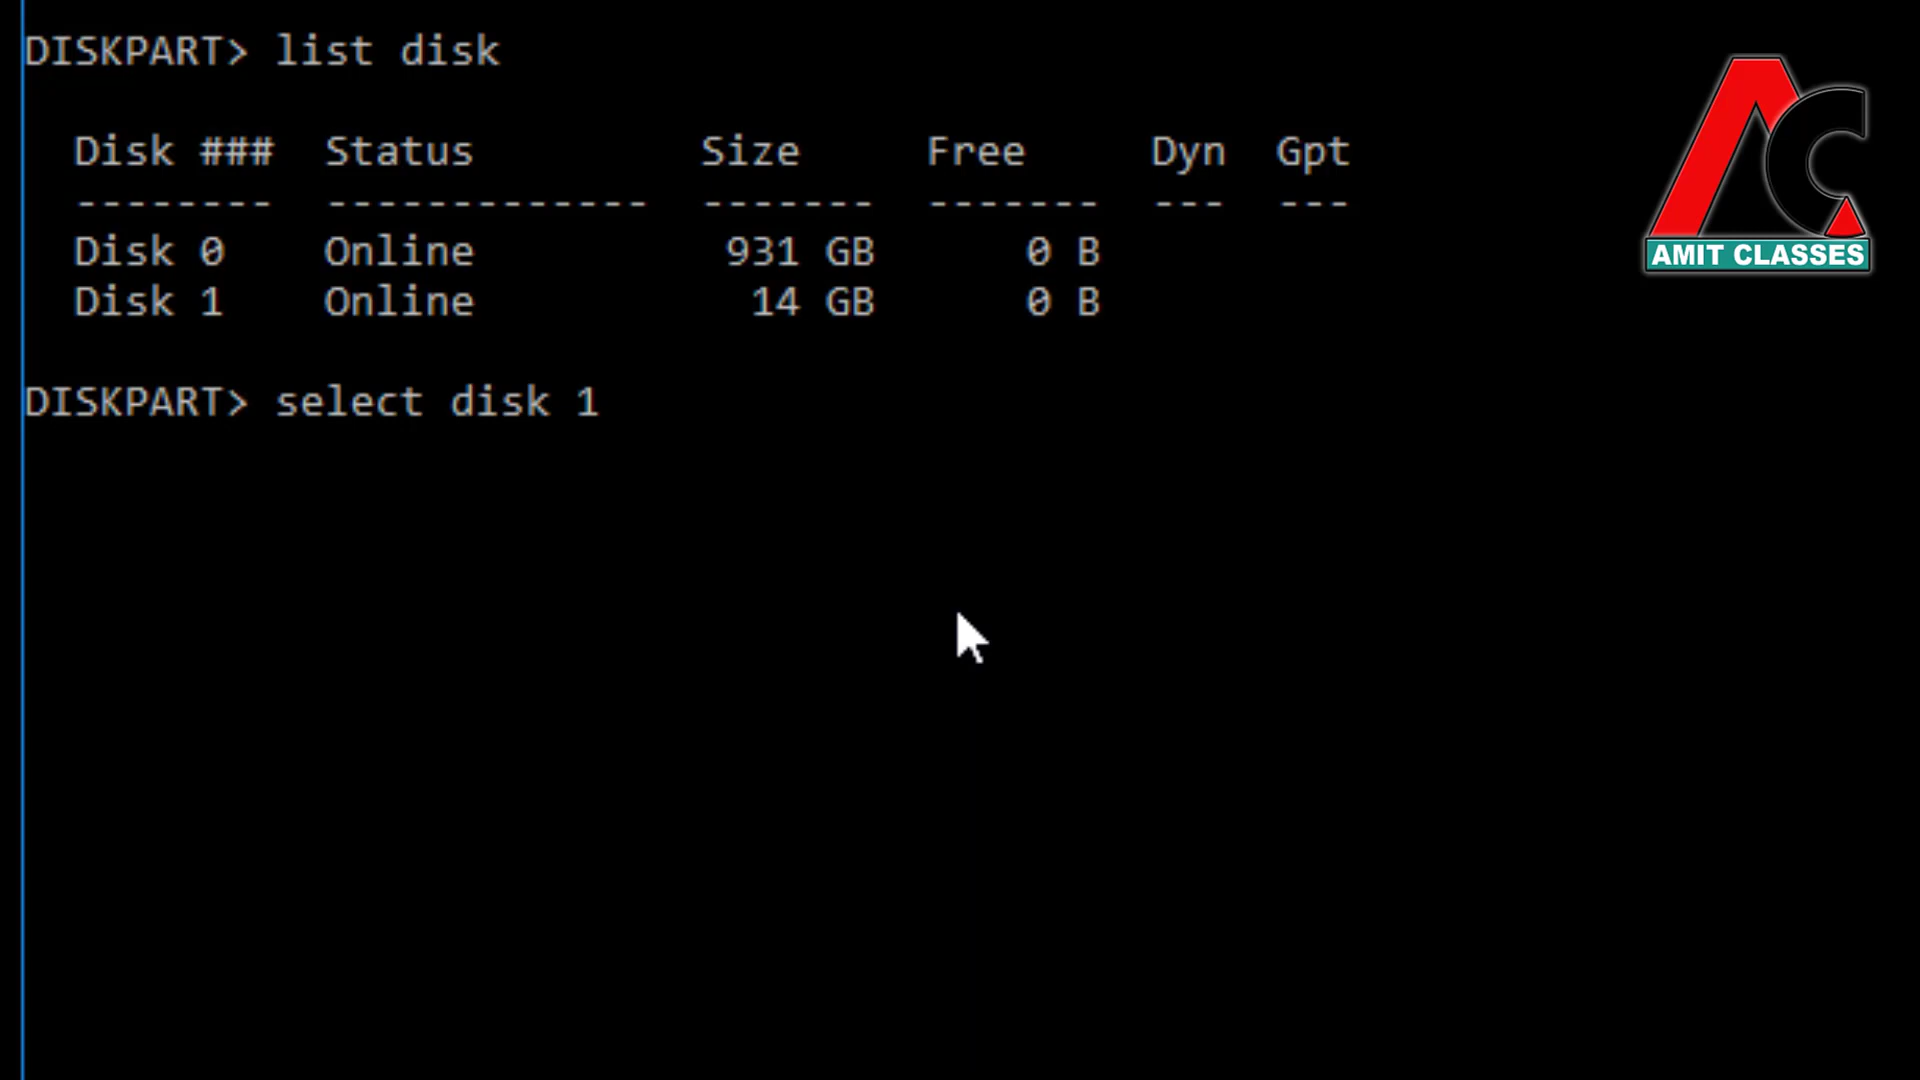 DISKPART> list disk
Disk ### Status Size Free Dyn Gpt
-------- ------------- ------- ------- --- ---
Disk 0 Online 931 GB 0 B
Disk 1 Online 14 GB 0 B
DISKPART> select disk 1
AMIT CLASSES